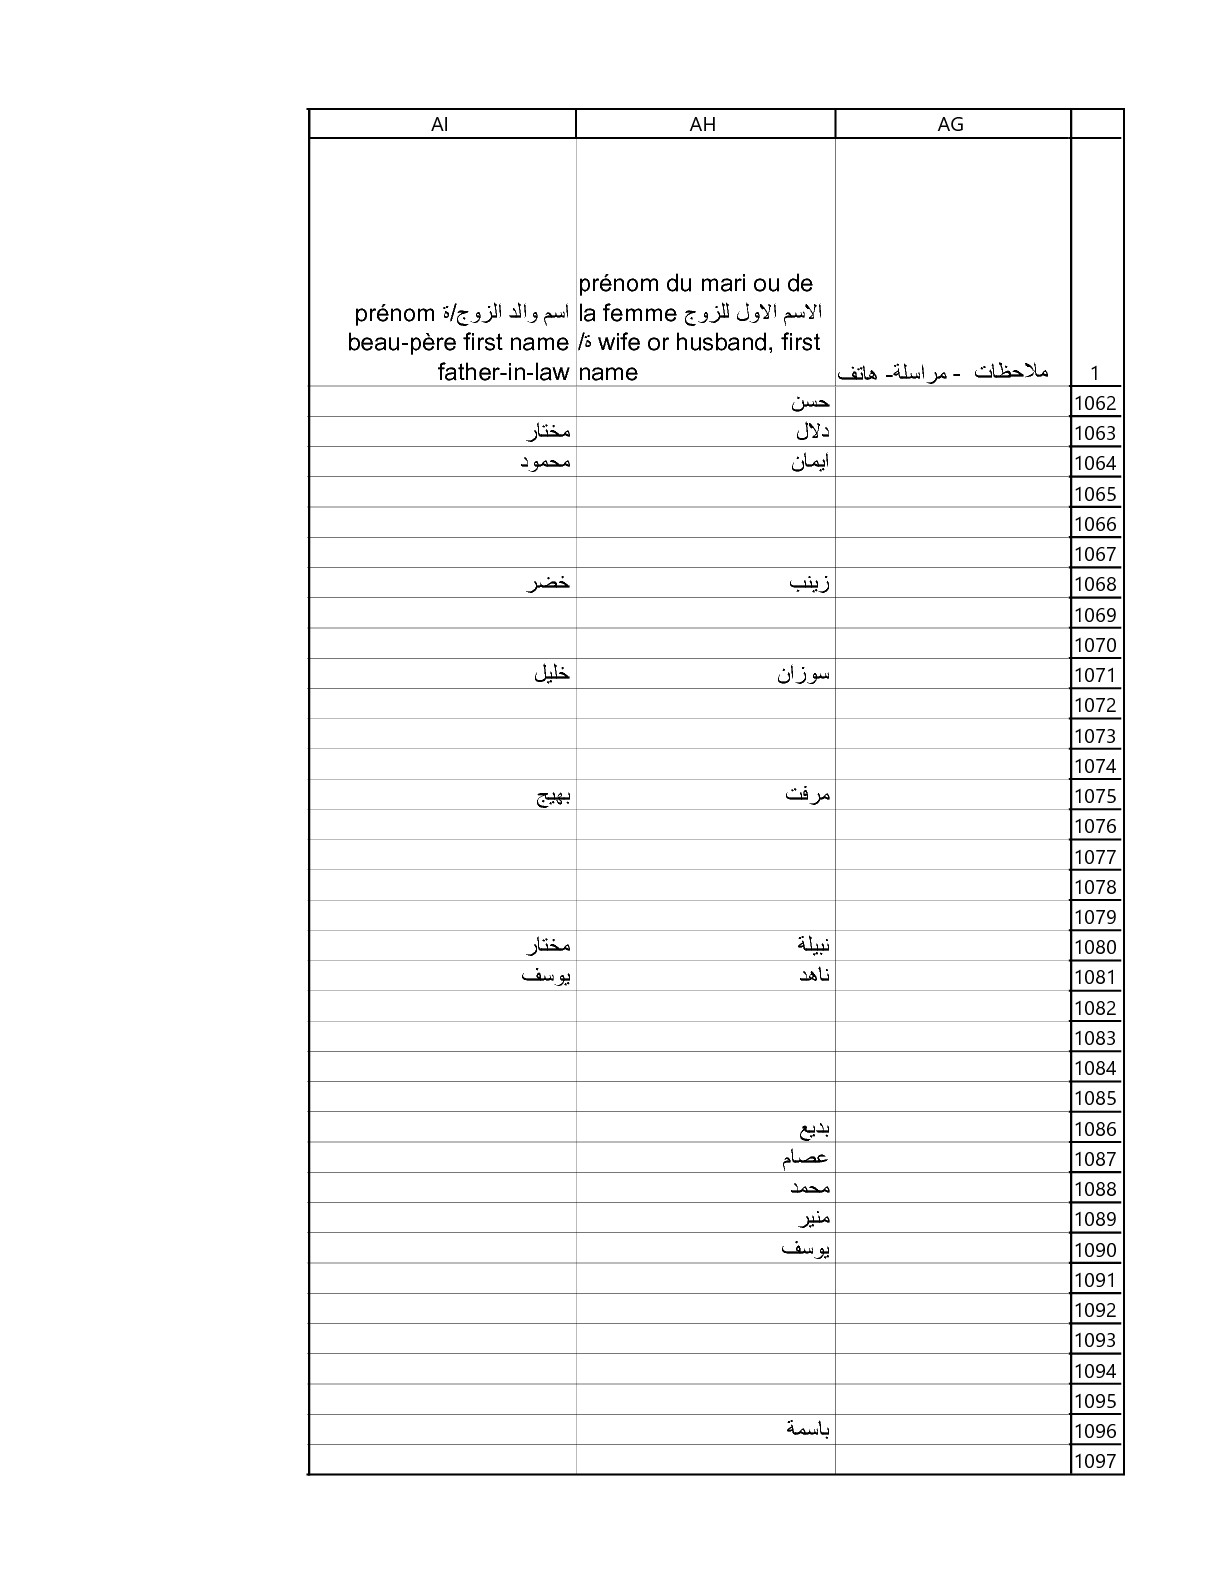 AI AH AG
prénom du mari ou de
prénom اسم والد الزوج/ة la femme الاسم الاول للزوج
beau-père first name /ة wife or husband, first
father-in-law name ملاحظات - مراسلة- هاتف 1
حسن 1062
مختار دلال 1063
محمود ايمان 1064
1065
1066
1067
خضر زينب 1068
1069
1070
خليل سوزان 1071
1072
1073
1074
بهيج مرفت 1075
1076
1077
1078
1079
مختار نبيلة 1080
يوسف ناهد 1081
1082
1083
1084
1085
بديع 1086
عصام 1087
محمد 1088
منير 1089
يوسف 1090
1091
1092
1093
1094
1095
باسمة 1096
1097